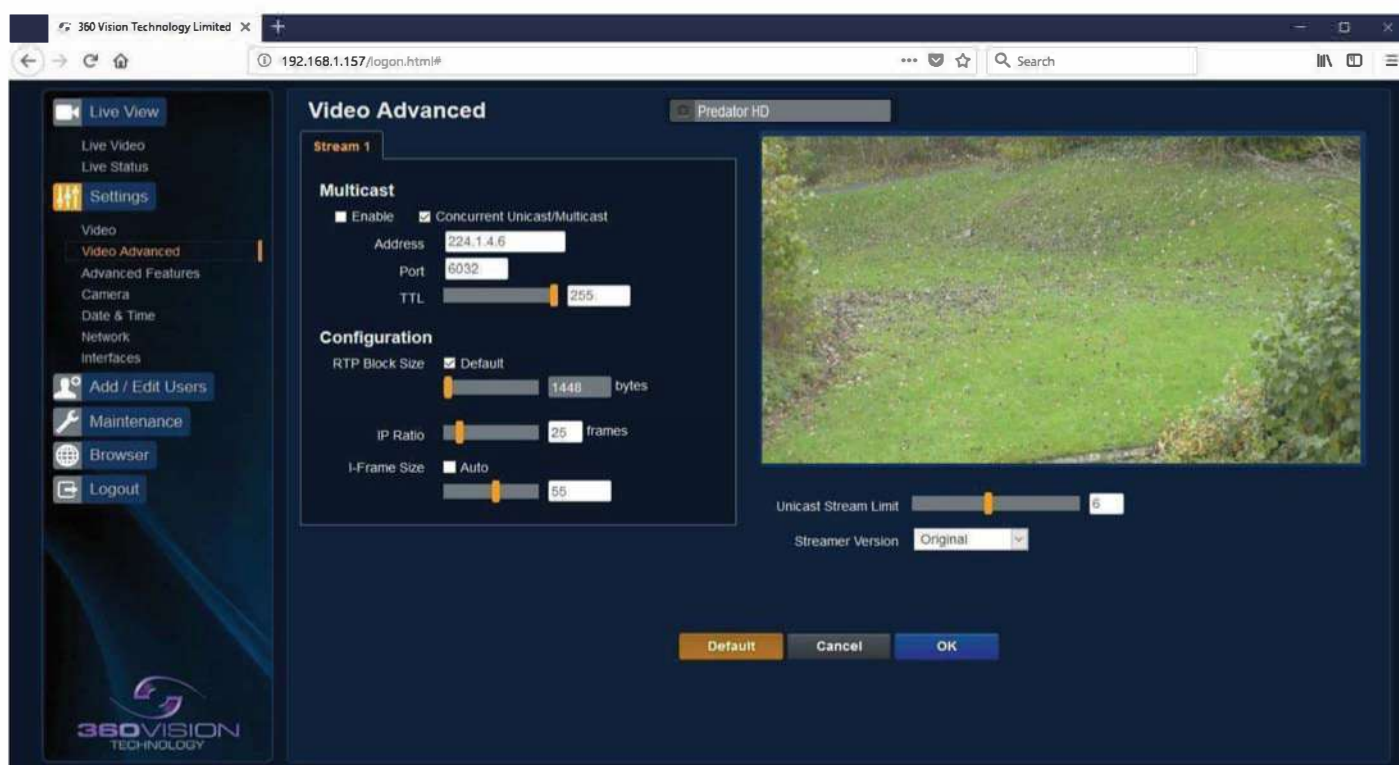 360 Vision Technology Limited
192.168.1.157/logon.html#
Search
Live View
Live Video
Live Status
Settings
Video
Video Advanced
Advanced Features
Camera
Date & Time
Network
Interfaces
Add / Edit Users
Maintenance
Browser
Logout
360VISION
TECHNOLOGY
Video Advanced
Predator HD
Stream 1
Multicast
Enable Concurrent Unicast/Multicast
Address 224.1.4.6
Port 6032
TTL 255
Configuration
RTP Block Size Default
1448 bytes
IP Ratio 25 frames
I-Frame Size Auto
55
Unicast Stream Limit 6
Streamer Version Original
Default Cancel OK